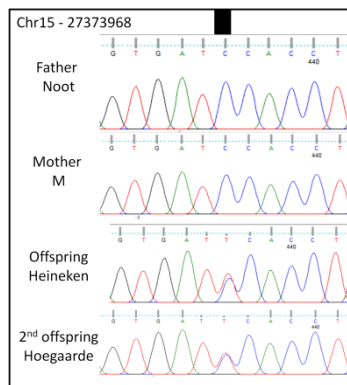 Chr15 - 27373968
G T G A T C C A C C T
440
Father
Noot
G T G A T C C A C C T
440
Mother
M
G T G A T T C A C C T
440
Offspring
Heineken
G T G A T T C A C C T
440
2nd offspring
Hoegaarde